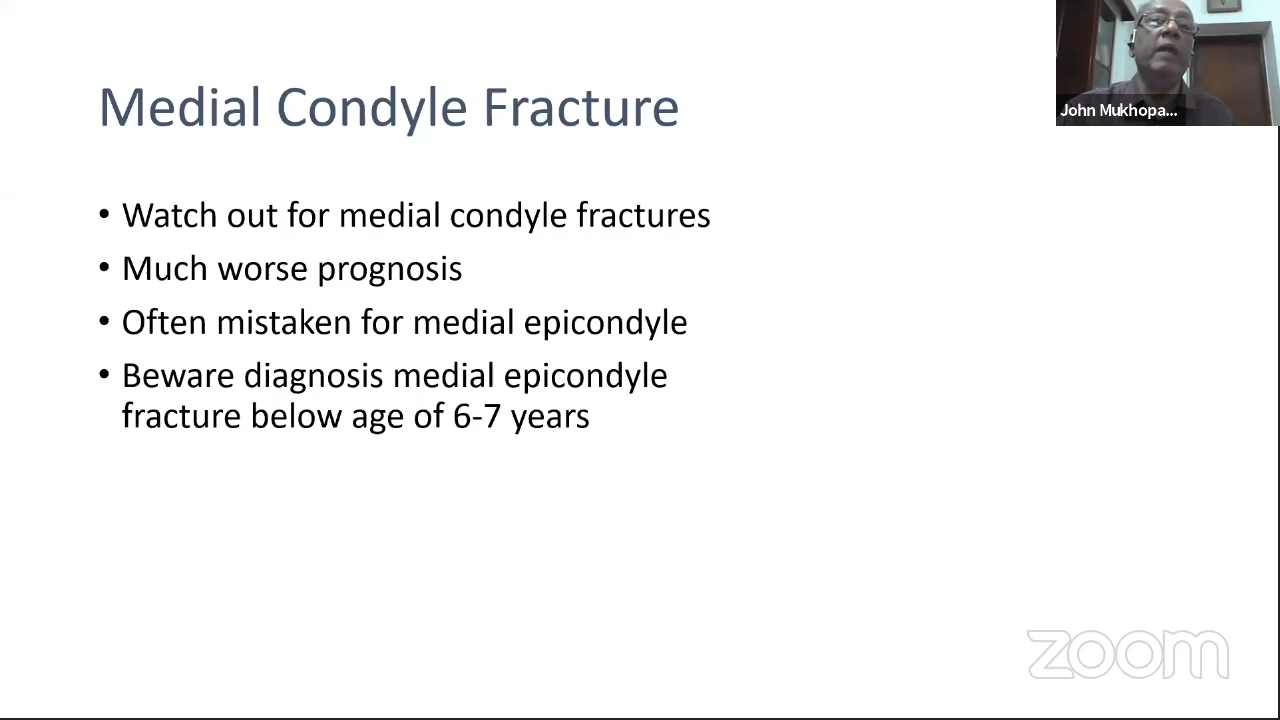 Medial Condyle Fracture
• Watch out for medial condyle fractures
• Much worse prognosis
• Often mistaken for medial epicondyle
• Beware diagnosis medial epicondyle
fracture below age of 6-7 years
John Mukhopa...
zoom